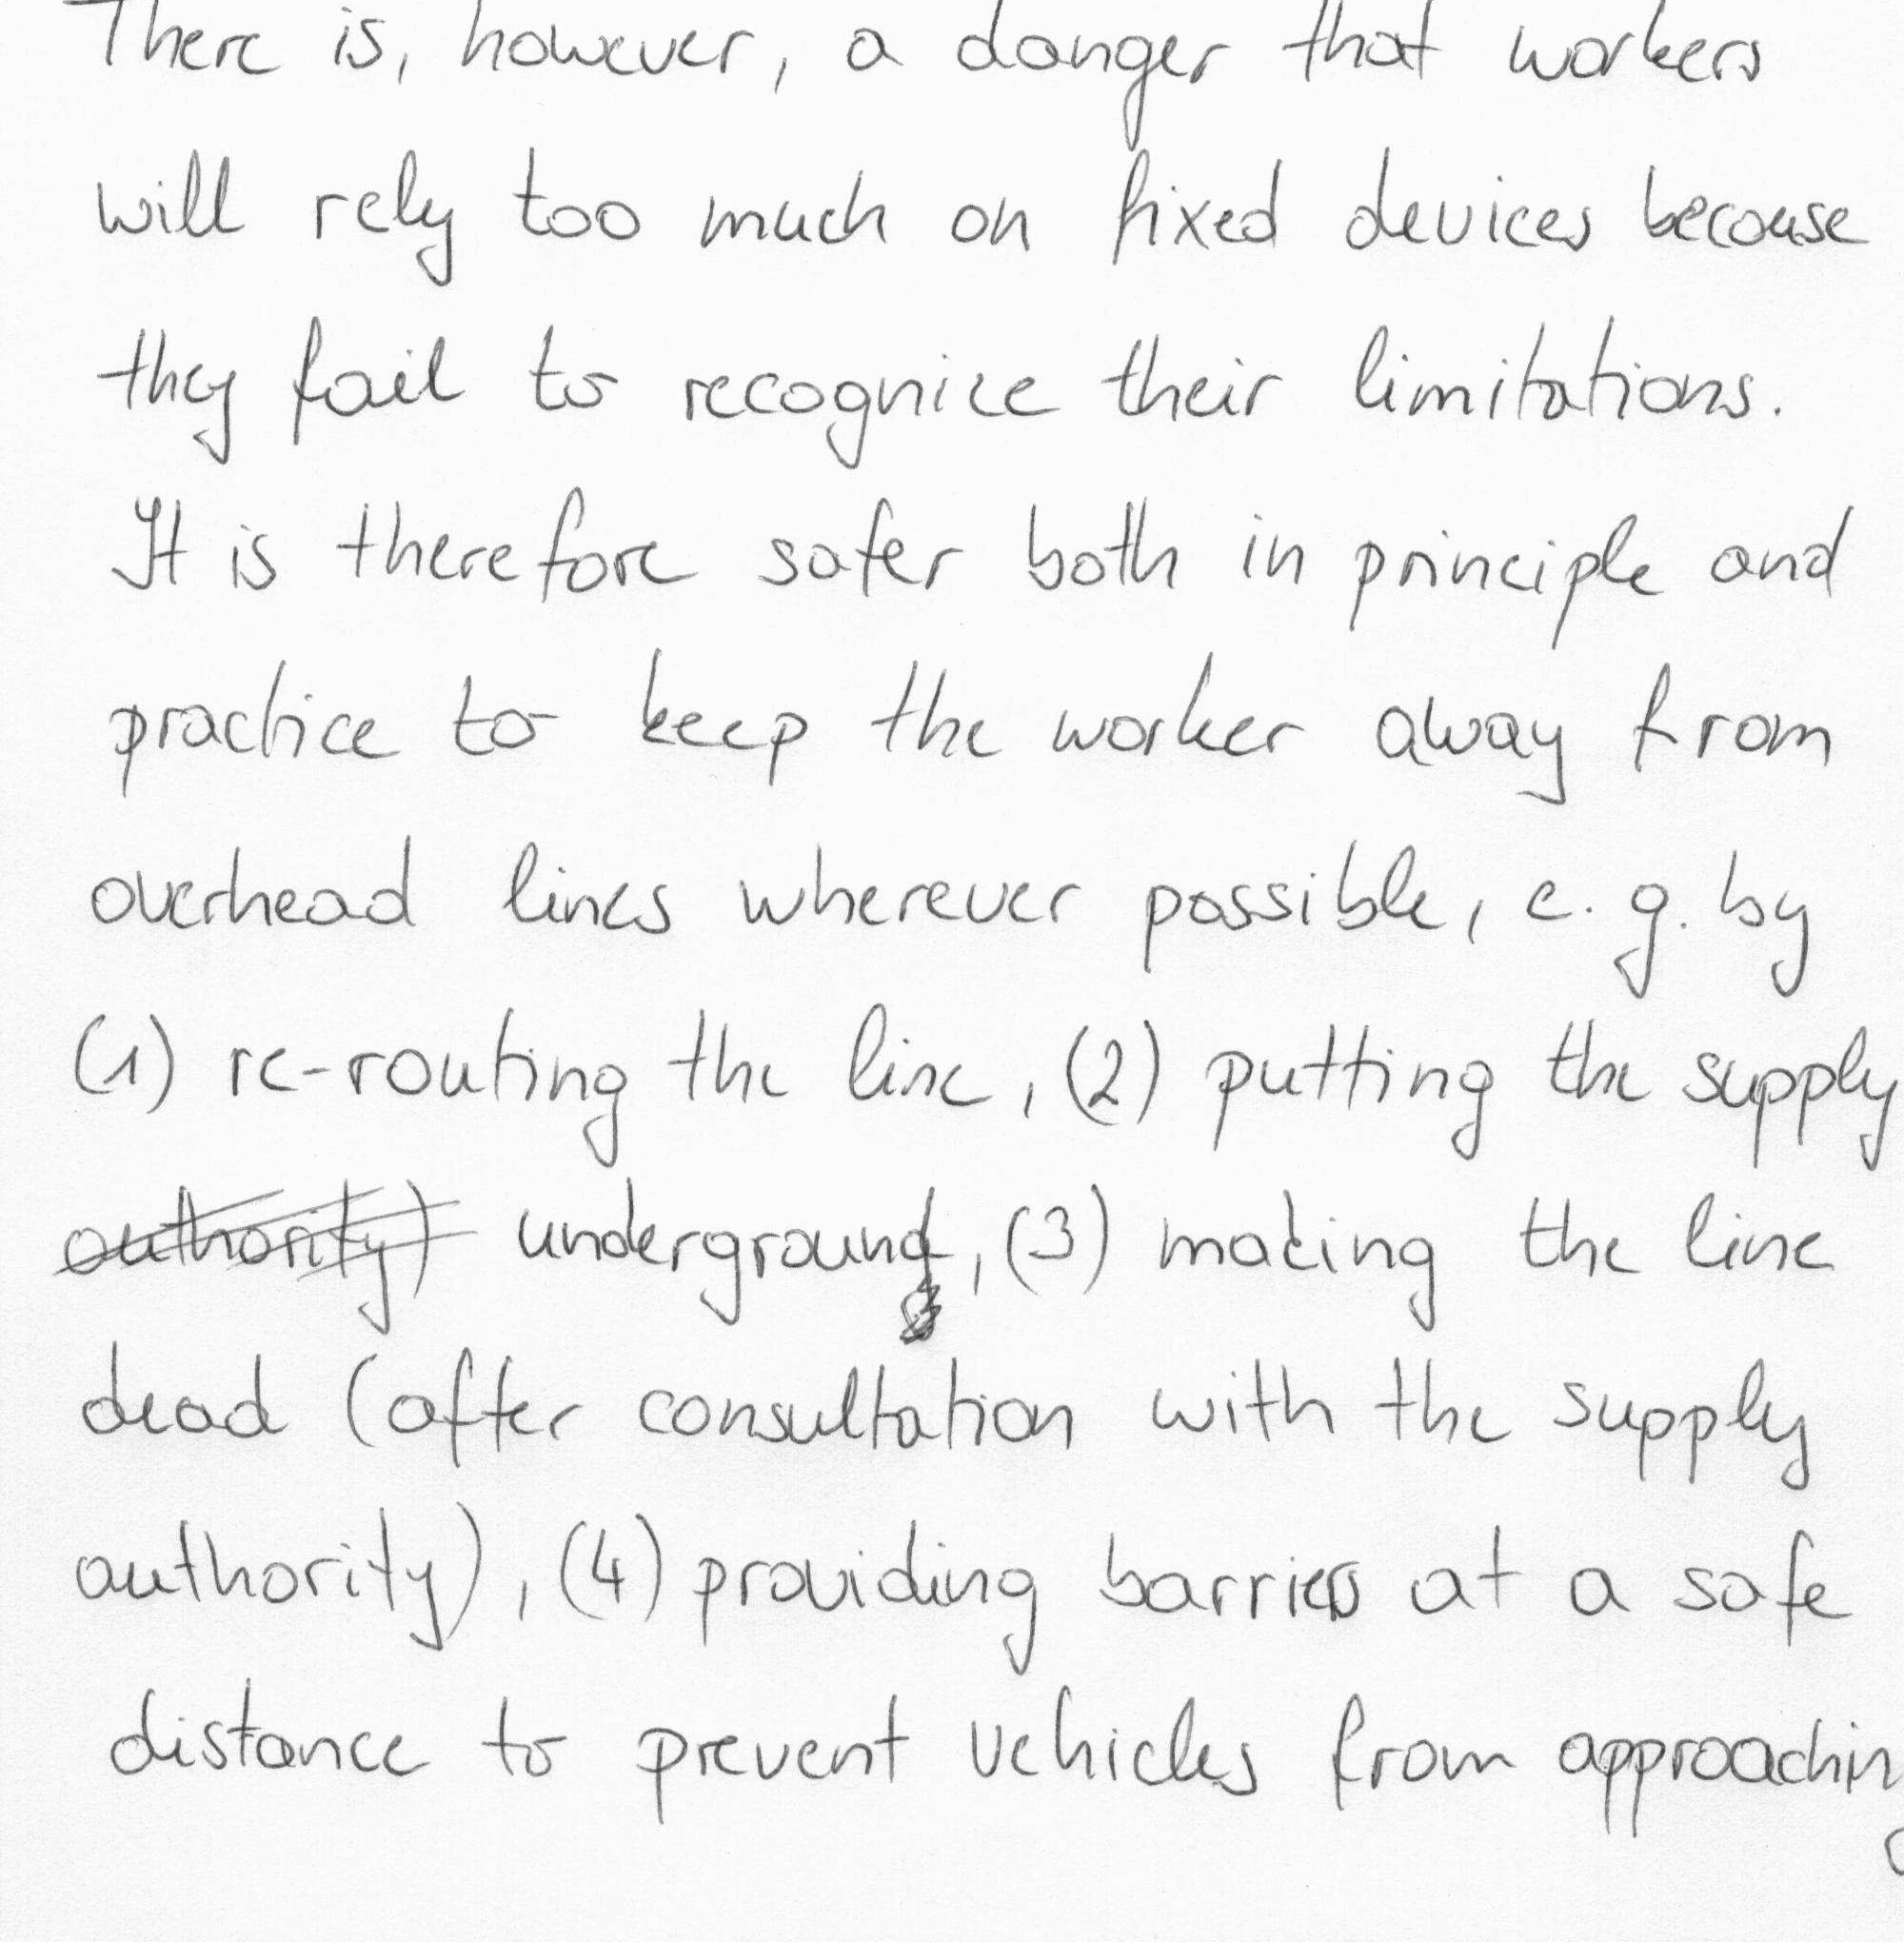 There is, however, a danger that workers
will rely too much on fixed devices because
they fail to recognize their limitations.
It is therefore safer both in principle and
practice to keep the worker away from
overhead lines wherever possible, e. g. by
(1) re-routing the line, (2) putting the supply
authority) underground, (3) making the line
dead (after consultation with the supply
authority), (4) providing barriers at a safe
distance to prevent vehicles from approaching